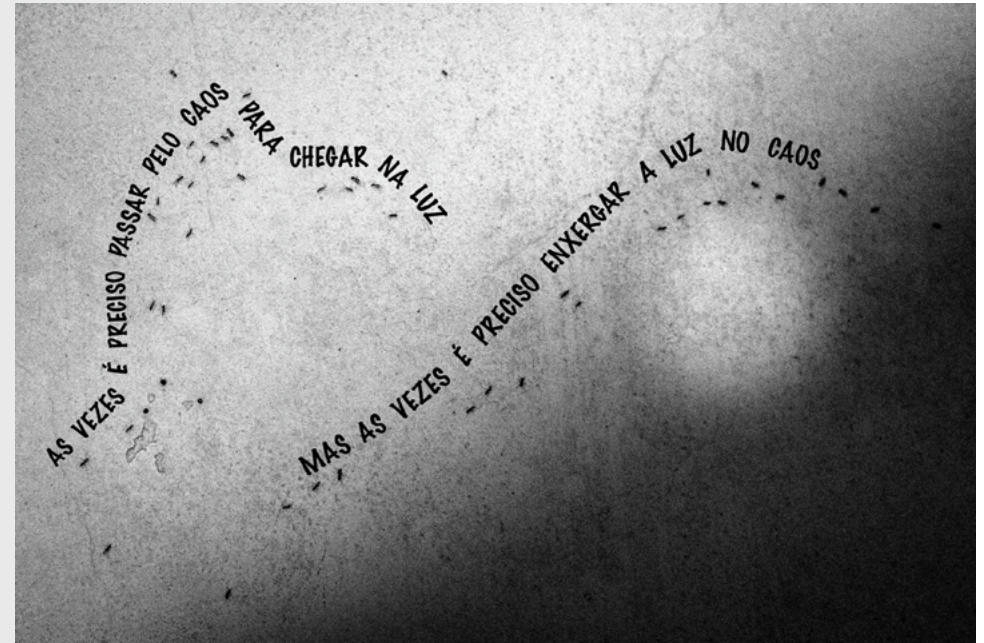 AS VEZES É PRECISO PASSAR PELO CAOS PARA CHEGAR NA LUZ
MAS AS VEZES É PRECISO ENXERGAR A LUZ NO CAOS